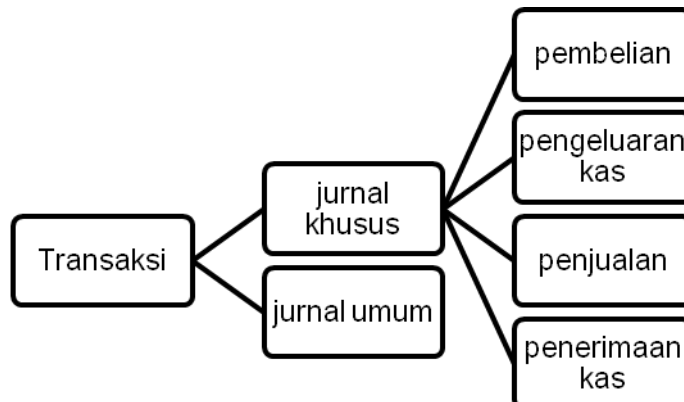 Transaksi
jurnal
khusus
jurnal umum
pembelian
pengeluaran
kas
penjualan
penerimaan
kas